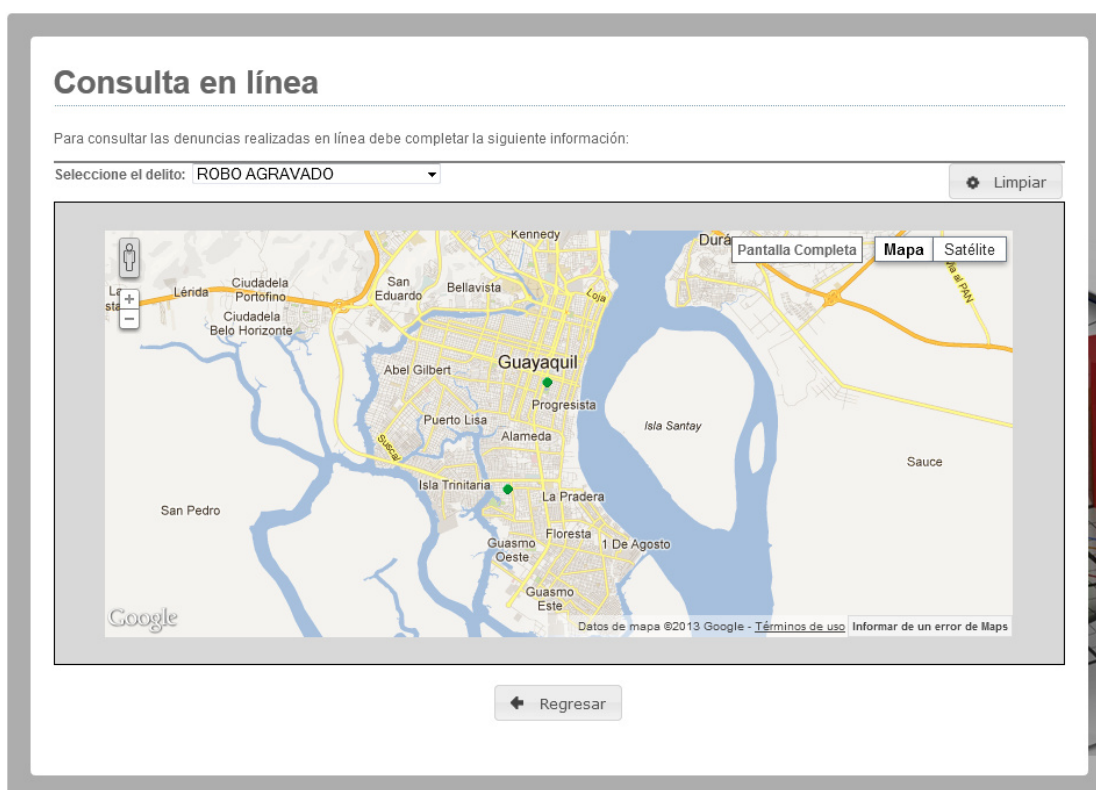 Consulta en línea
Para consultar las denuncias realizadas en línea debe completar la siguiente información:
Seleccione el delito: ROBO AGRAVADO
Limpiar
Kennedy
Pantalla Completa
Mapa
Satélite
Vía al PAN
Lérida
Ciudadela
Portofino
San
Eduardo
Bellavista
Loja
+
−
Ciudadela
Belo Horizonte
Guayaquil
Abel Gilbert
Progresista
Puerto Lisa
Isla Santay
Alameda
Suscal
Sauce
Isla Trinitaria
La Pradera
San Pedro
Floresta
Guasmo
Oeste
1 De Agosto
Guasmo
Este
Google
Datos de mapa ©2013 Google - Términos de uso
Informar de un error de Maps
Regresar